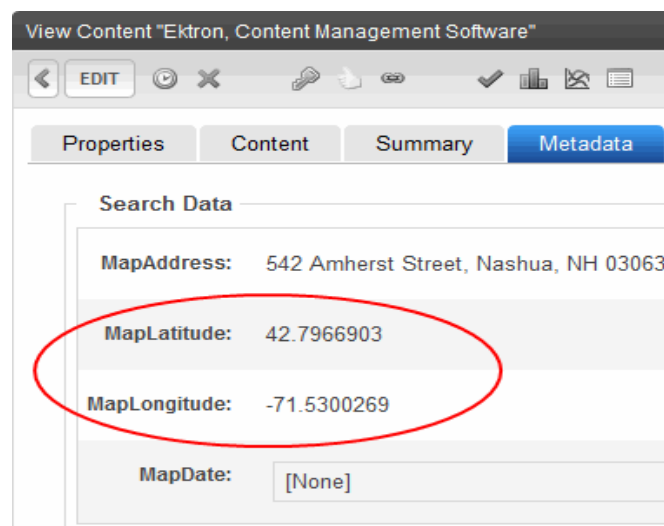 View Content "Ektron, Content Management Software"
EDIT
Properties Content Summary Metadata
Search Data
MapAddress: 542 Amherst Street, Nashua, NH 03063
MapLatitude: 42.7966903
MapLongitude: -71.5300269
MapDate: [None]